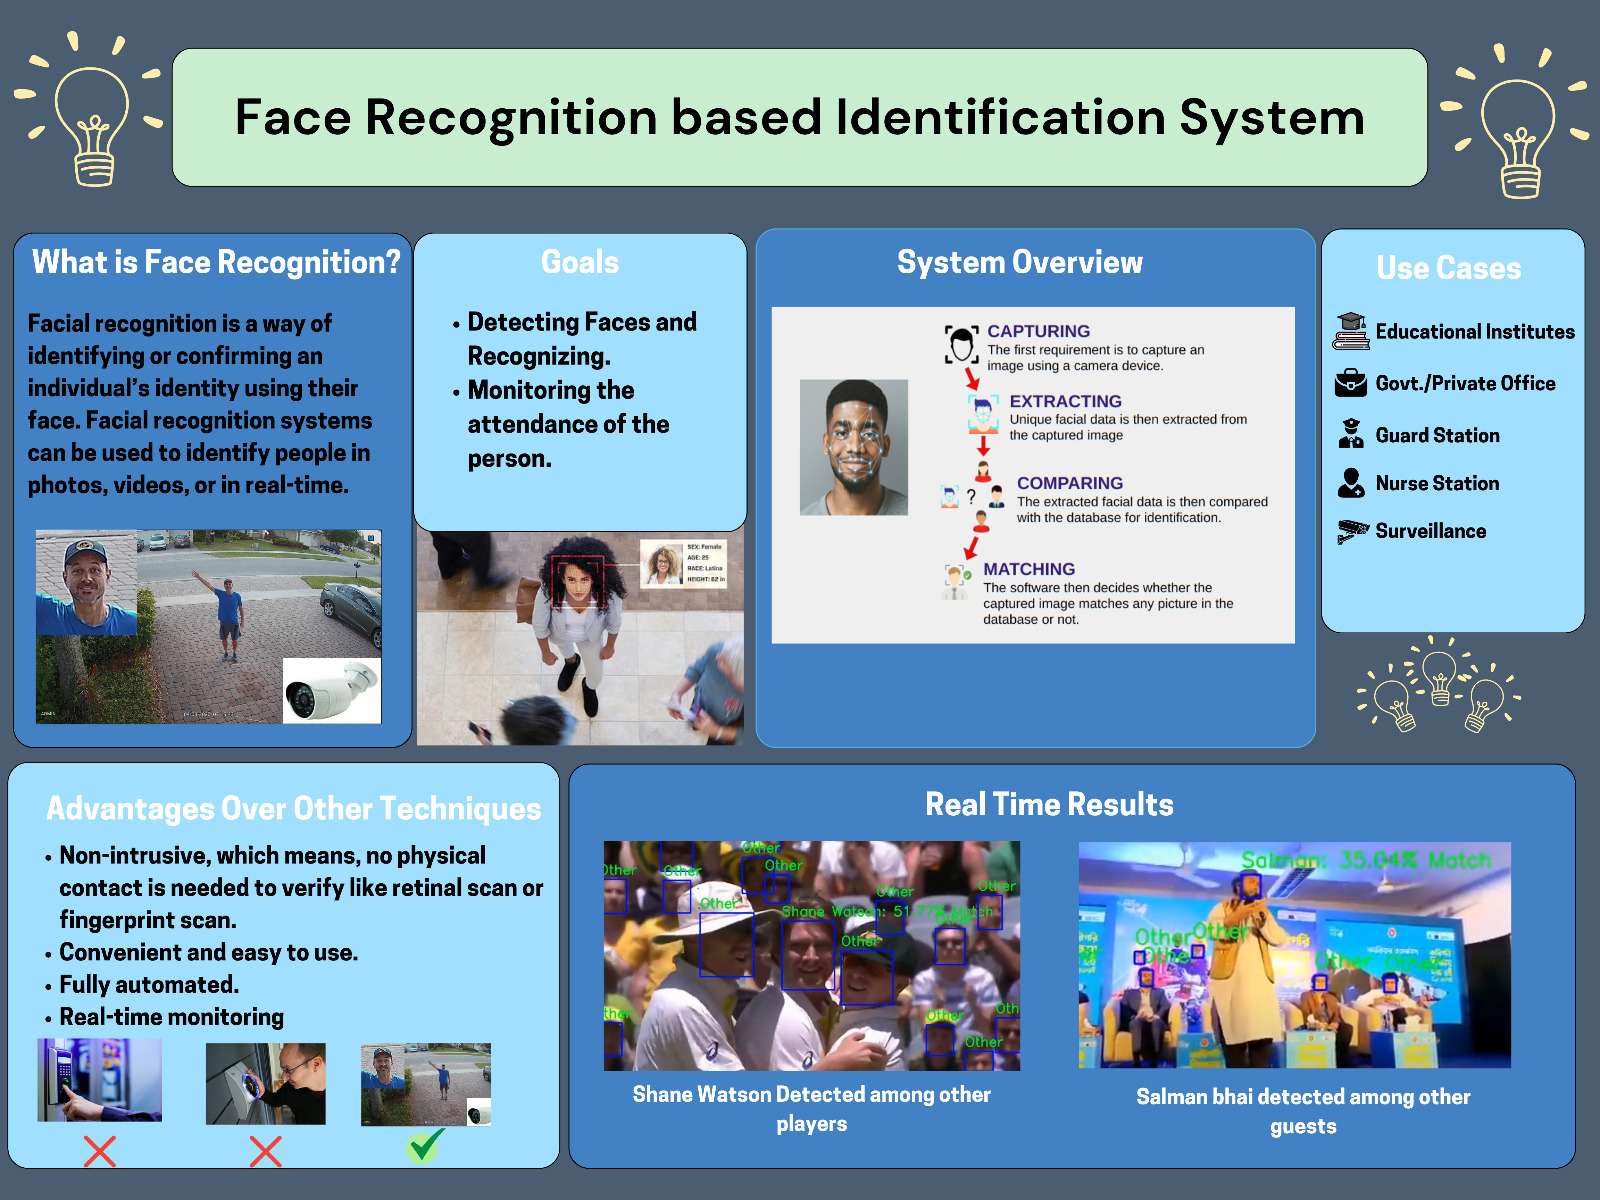 Face Recognition based Identification System
What is Face Recognition?
Facial recognition is a way of
identifying or confirming an
individual's identity using their
face. Facial recognition systems
can be used to identify people in
photos, videos, or in real-time.
Goals
• Detecting Faces and
Recognizing.
• Monitoring the
attendance of the
person.
SEX: Female
AGE: 25
RACE: Latina
HEIGHT: 62 in
System Overview
CAPTURING
The first requirement is to capture an
image using a camera device.
EXTRACTING
Unique facial data is then extracted from
the captured image
?
COMPARING
The extracted facial data is then compared
with the database for identification.
MATCHING
The software then decides whether the
captured image matches any picture in the
database or not.
Use Cases
Educational Institutes
Govt./Private Office
Guard Station
Nurse Station
Surveillance
Advantages Over Other Techniques
• Non-intrusive, which means, no physical
contact is needed to verify like retinal scan or
fingerprint scan.
• Convenient and easy to use.
• Fully automated.
• Real-time monitoring
Real Time Results
Other
Other
Other
Other
Other
Other
Other
Shane Watson: 51.77% Match
Other
Other
Other
Other
Shane Watson Detected among other
players
Salman: 35.04% Match
Other
Other
Other
Other
Other
Salman bhai detected among other
guests